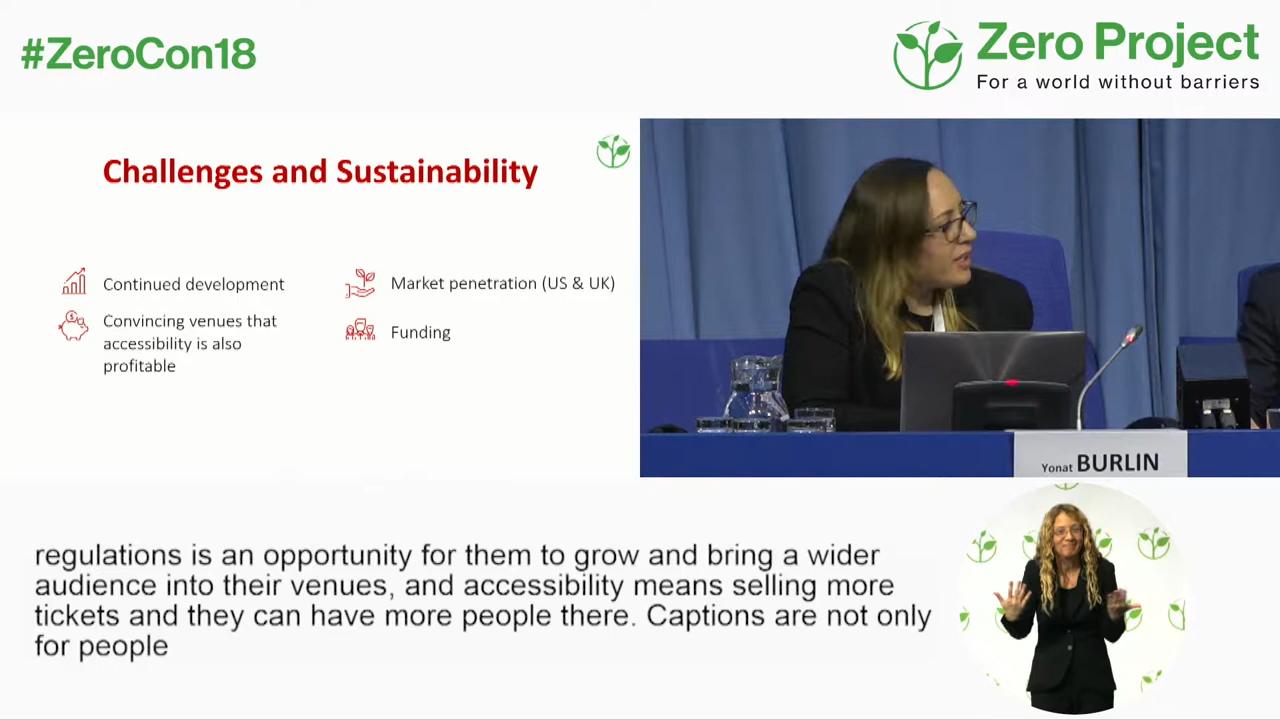 #ZeroCon18
Zero Project
For a world without barriers
Challenges and Sustainability
Continued development
Convincing venues that
accessibility is also
profitable
Market penetration (US & UK)
Funding
Yonat BURLIN
regulations is an opportunity for them to grow and bring a wider
audience into their venues, and accessibility means selling more
tickets and they can have more people there. Captions are not only
for people